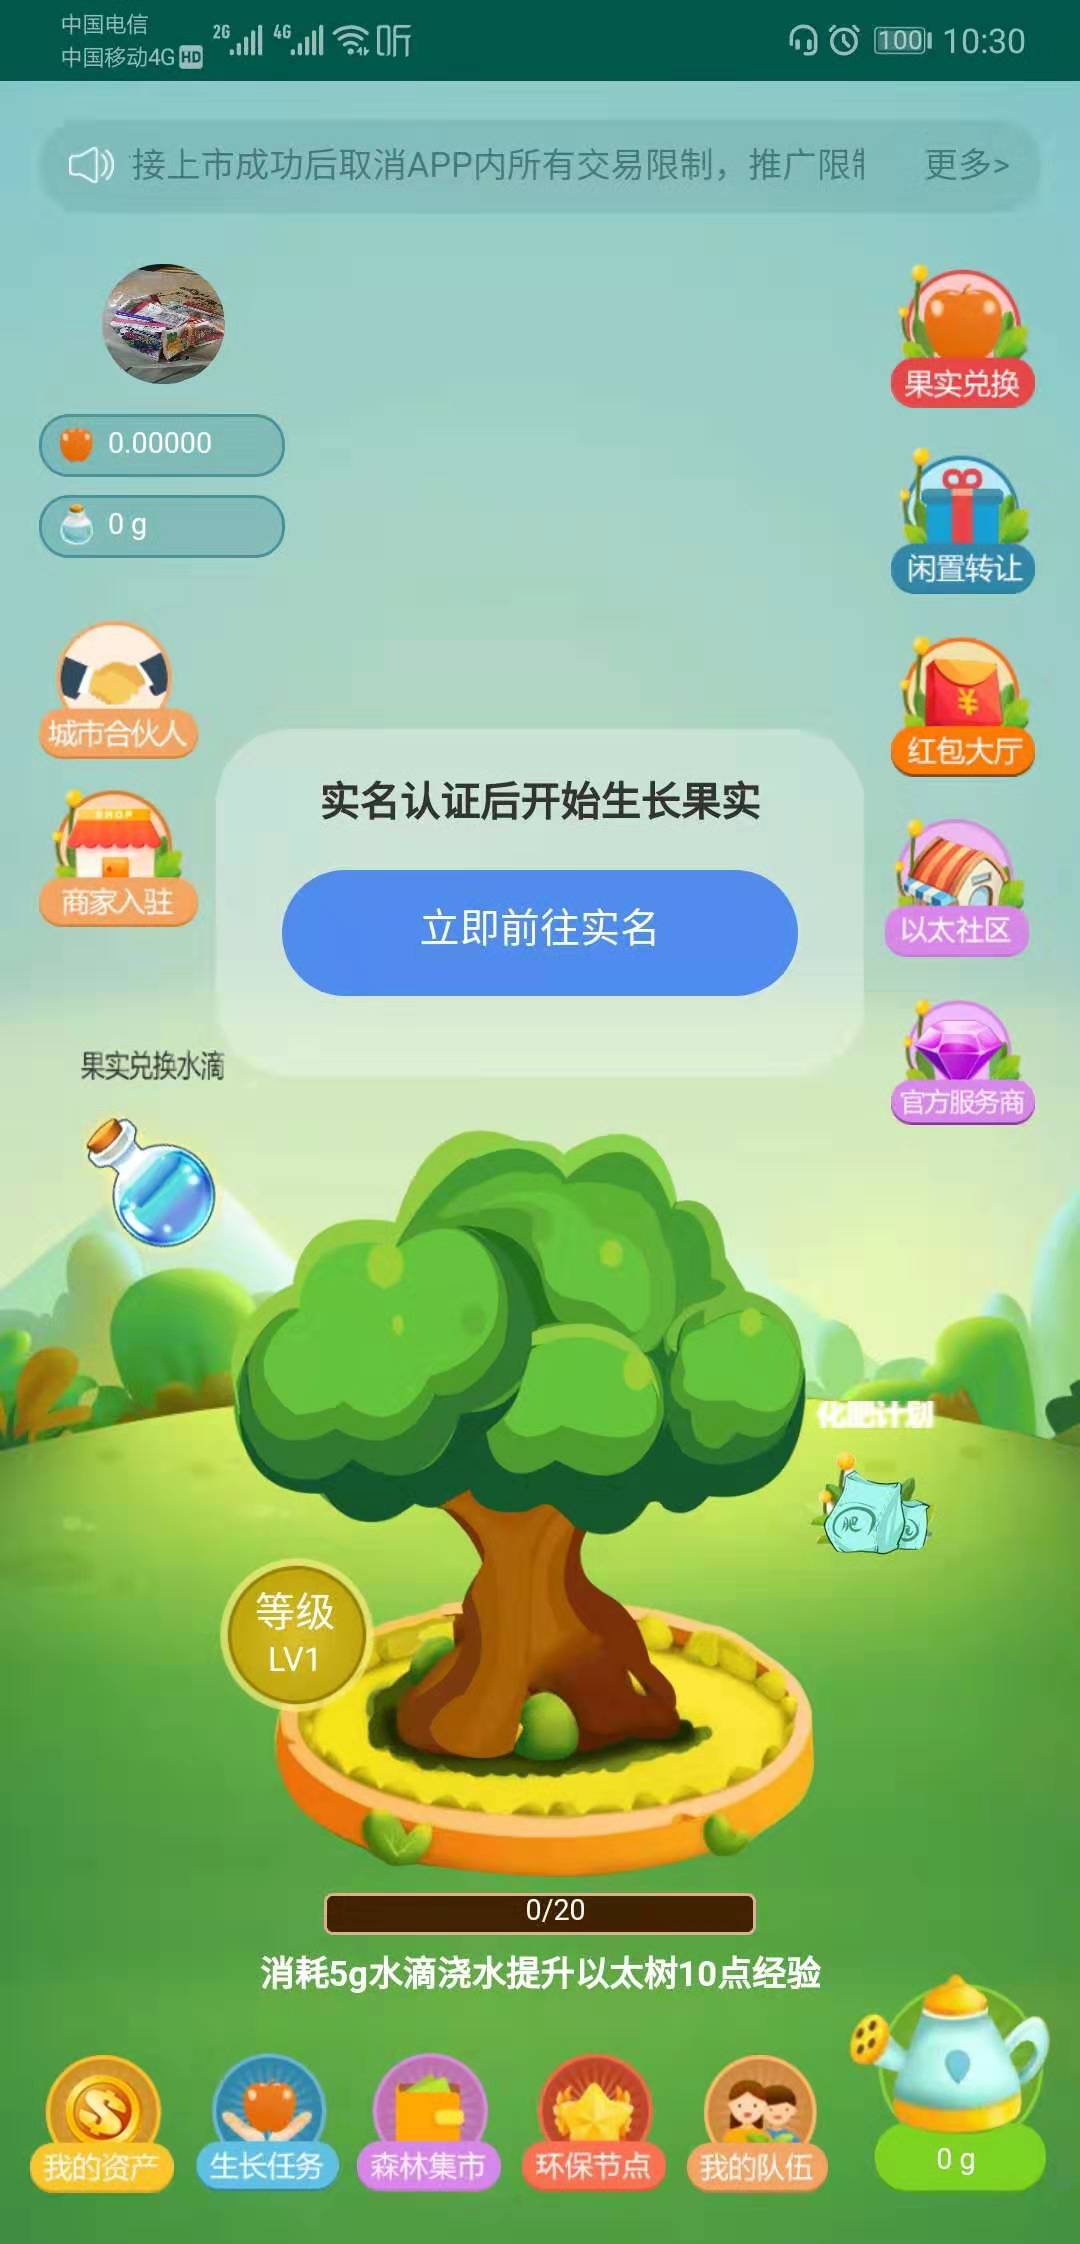 中国电信
中国移动4G HD
2G 4G 听
100 10:30
接上市成功后取消APP内所有交易限制，推广限制
更多>
果实兑换
0.00000
闲置转让
0 g
城市合伙人
红包大厅
¥
实名认证后开始生长果实
SHOP
商家入驻
立即前往实名
以太社区
果实兑换水滴
官方服务商
化肥计划
肥
等级
LV1
0/20
消耗5g水滴浇水提升以太树10点经验
我的资产
生长任务
森林集市
环保节点
我的队伍
0 g